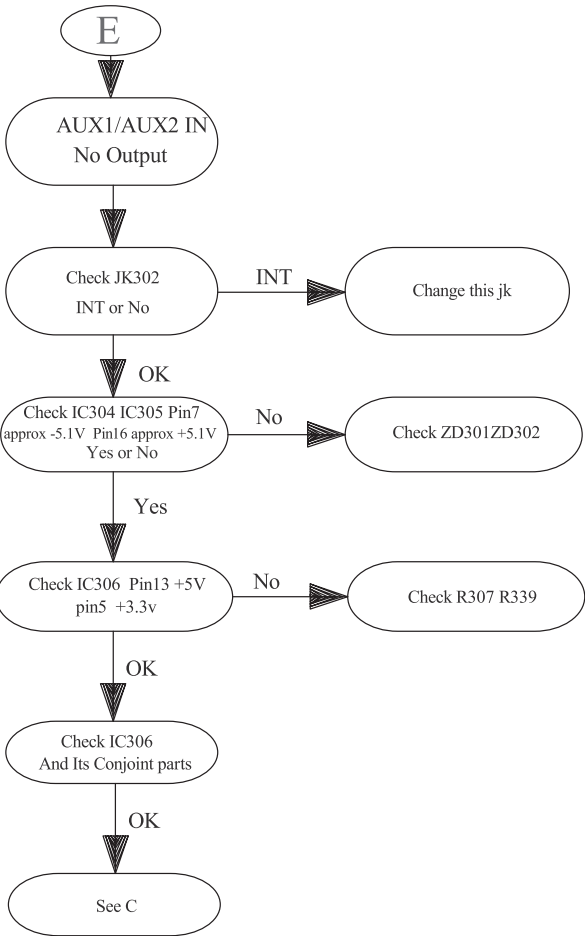 E
AUX1/AUX2 IN
No Output
Check JK302
INT or No
INT
Change this jk
OK
Check IC304 IC305 Pin7
approx -5.1V Pin16 approx +5.1V
Yes or No
No
Check ZD301ZD302
Yes
Check IC306 Pin13 +5V
pin5 +3.3v
No
Check R307 R339
OK
Check IC306
And Its Conjoint parts
OK
See C